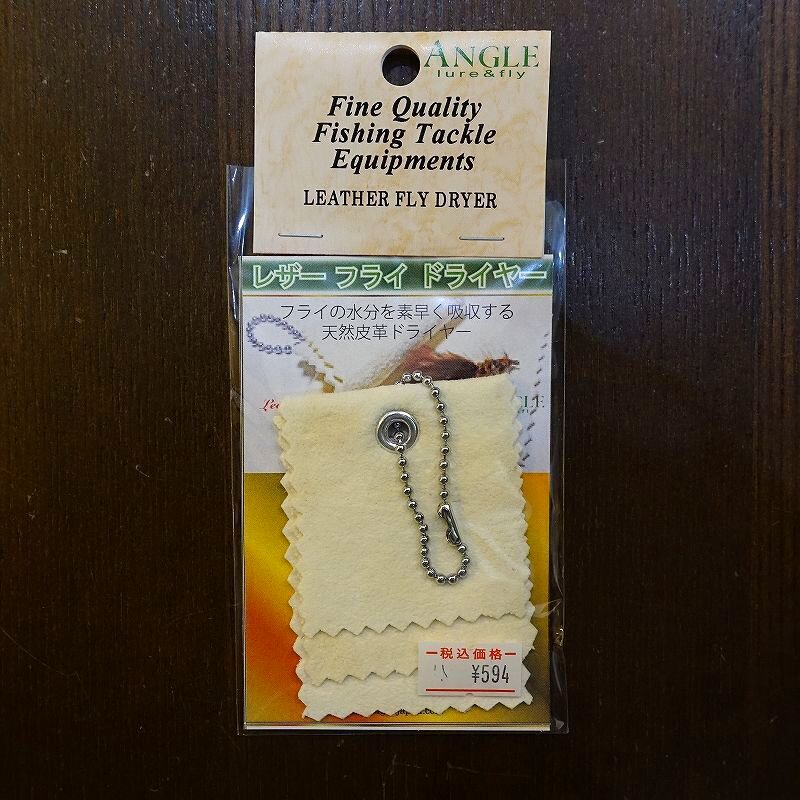 ANGLE
lure&fly
Fine Quality
Fishing Tackle
Equipments
LEATHER FLY DRYER
レザー フライ ドライヤー
フライの水分を素早く吸収する
天然皮革ドライヤー
税込価格
¥594